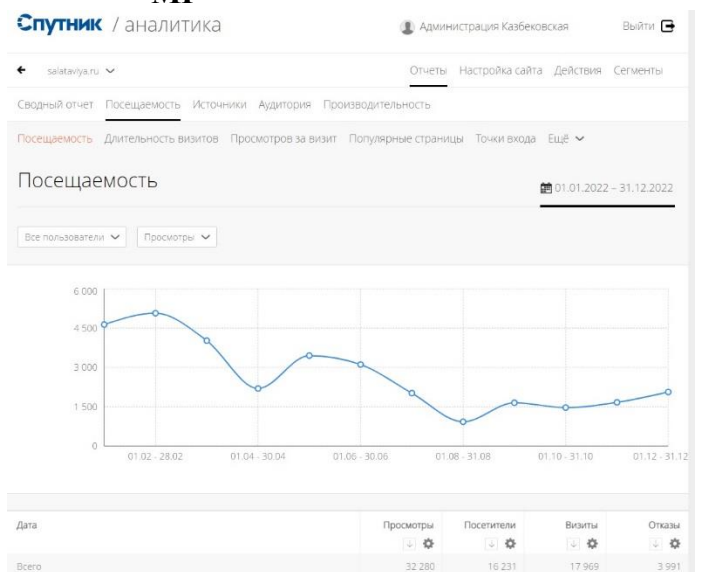 Спутник / аналитика
Администрация Казбековская
Выйти
salataviya.ru
Отчеты Настройка сайта Действия Сегменты
Сводный отчет Посещаемость Источники Аудитория Производительность
Посещаемость Длительность визитов Просмотров за визит Популярные страницы Точки входа Ещё
Посещаемость
01.01.2022 – 31.12.2022
Все пользователи Просмотры
6 000
4 500
3 000
1 500
0
01.02 - 28.02 01.04 - 30.04 01.06 - 30.06 01.08 - 31.08 01.10 - 31.10 01.12 - 31.12
Дата Просмотры Посетители Визиты Отказы
Всего 32 280 16 231 17 969 3 991